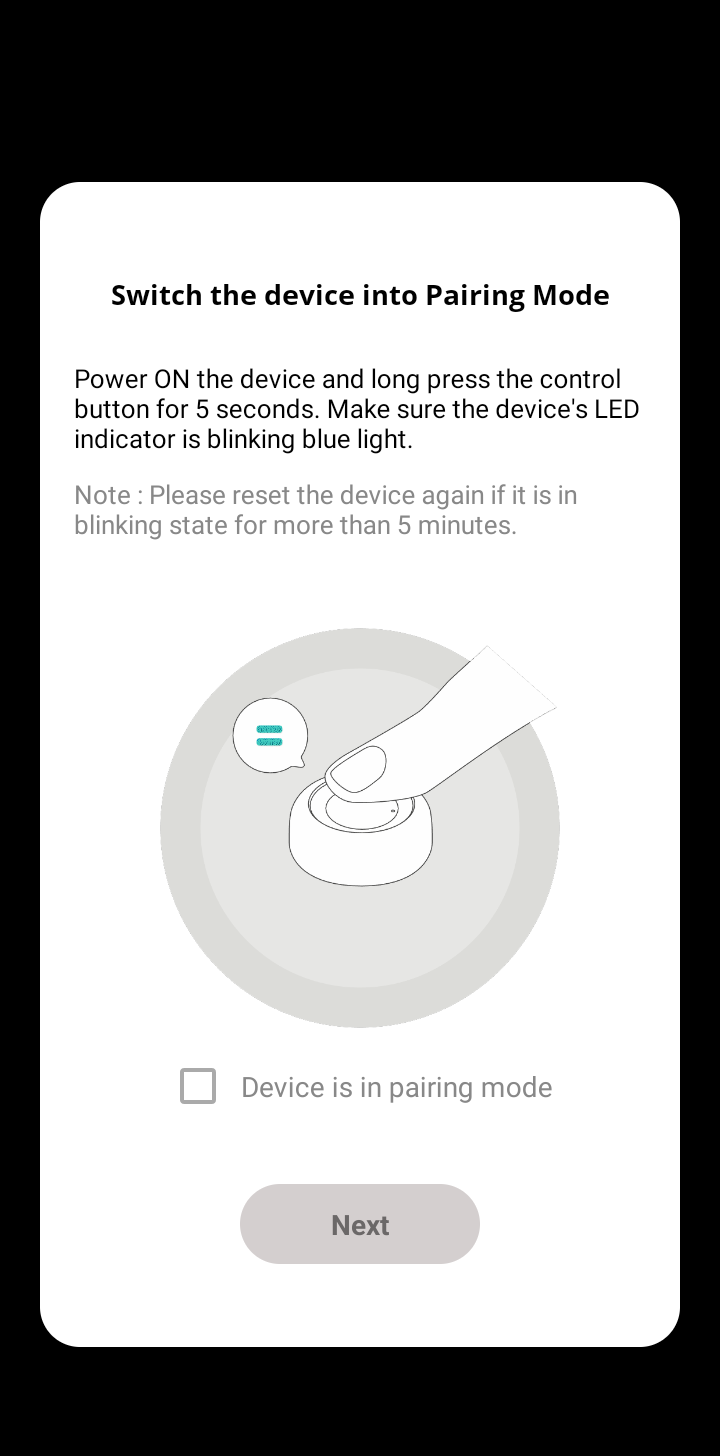 Switch the device into Pairing Mode
Power ON the device and long press the control
button for 5 seconds. Make sure the device's LED
indicator is blinking blue light.
Note : Please reset the device again if it is in
blinking state for more than 5 minutes.
Device is in pairing mode
Next